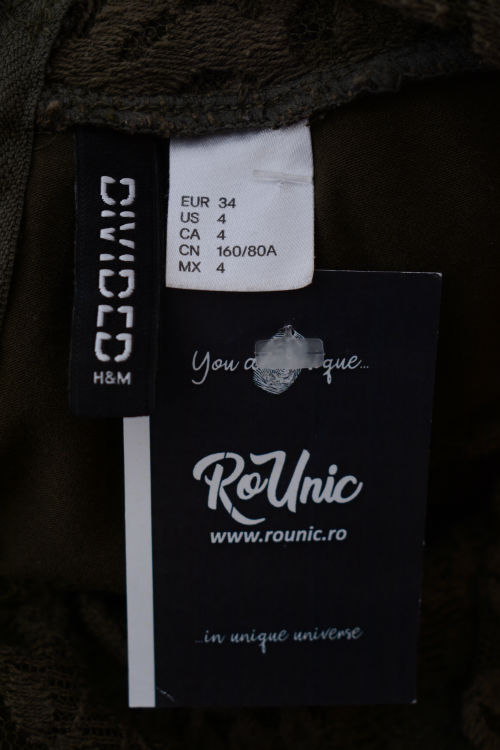 DIVIDED
H&M
EUR 34
US 4
CA 4
CN 160/80A
MX 4
You a que...
RoUnic
www.rounic.ro
...in unique universe